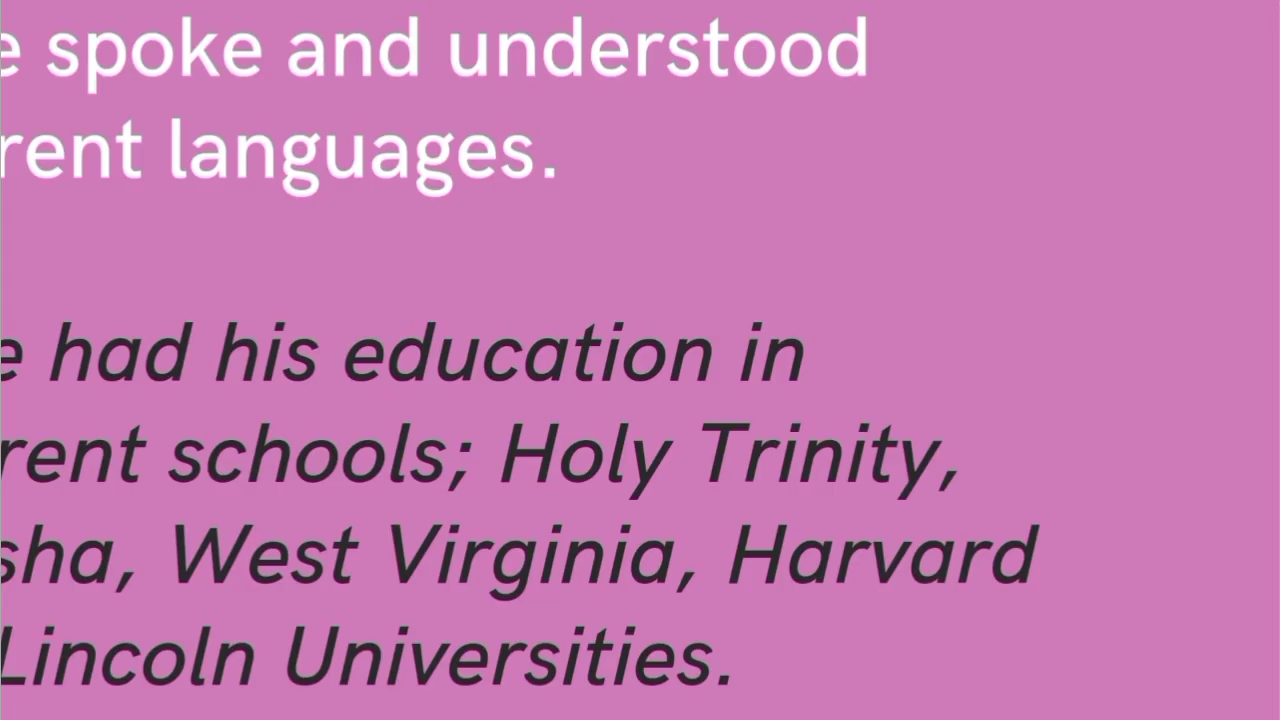 e spoke and understood
rent languages.
e had his education in
rent schools; Holy Trinity,
sha, West Virginia, Harvard
Lincoln Universities.